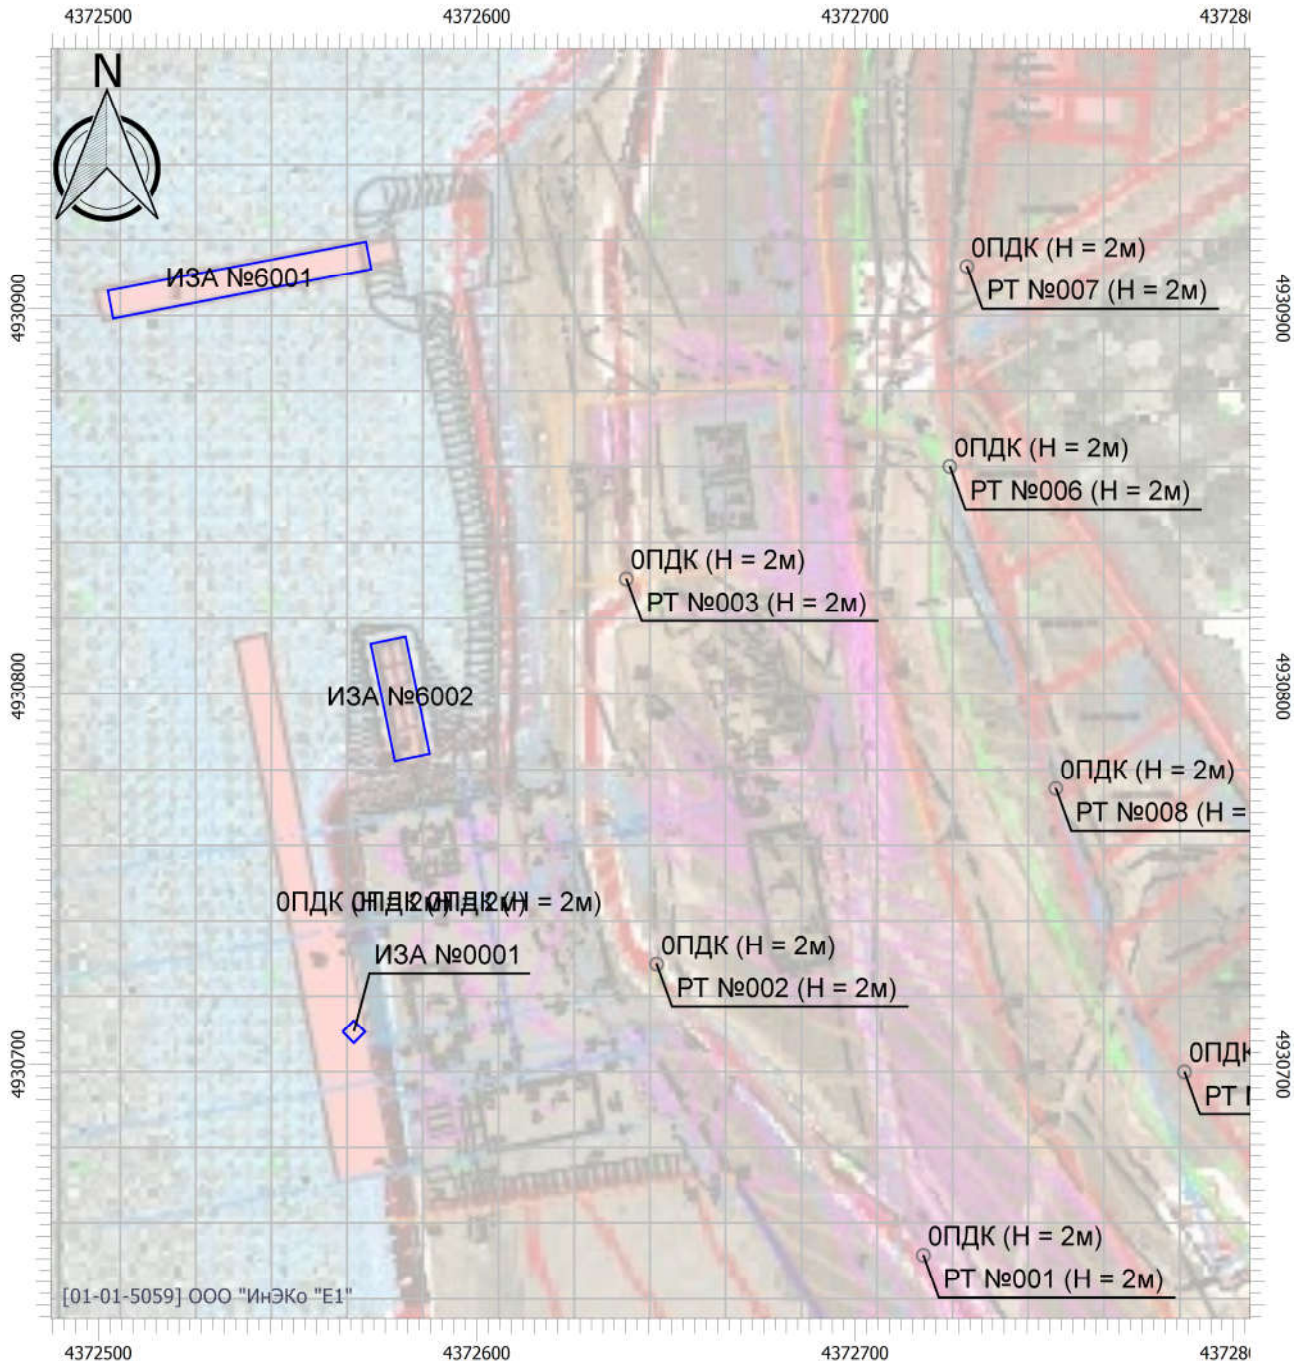 4372500 4372600 4372700 43728
N
ИЗА №6001
0ПДК (H = 2м)
РТ №007 (H = 2м)
4930900 4930900
0ПДК (H = 2м)
РТ №006 (H = 2м)
0ПДК (H = 2м)
РТ №003 (H = 2м)
4930800 4930800
ИЗА №6002
0ПДК (H = 2м)
РТ №008 (H =
0ПДК (H = 2м)
ИЗА №0001
0ПДК (H = 2м)
РТ №002 (H = 2м)
4930700 4930700
0ПДК
РТ
0ПДК (H = 2м)
РТ №001 (H = 2м)
[01-01-5059] ООО "ИнЭКо "Е1"
4372500 4372600 4372700 43728